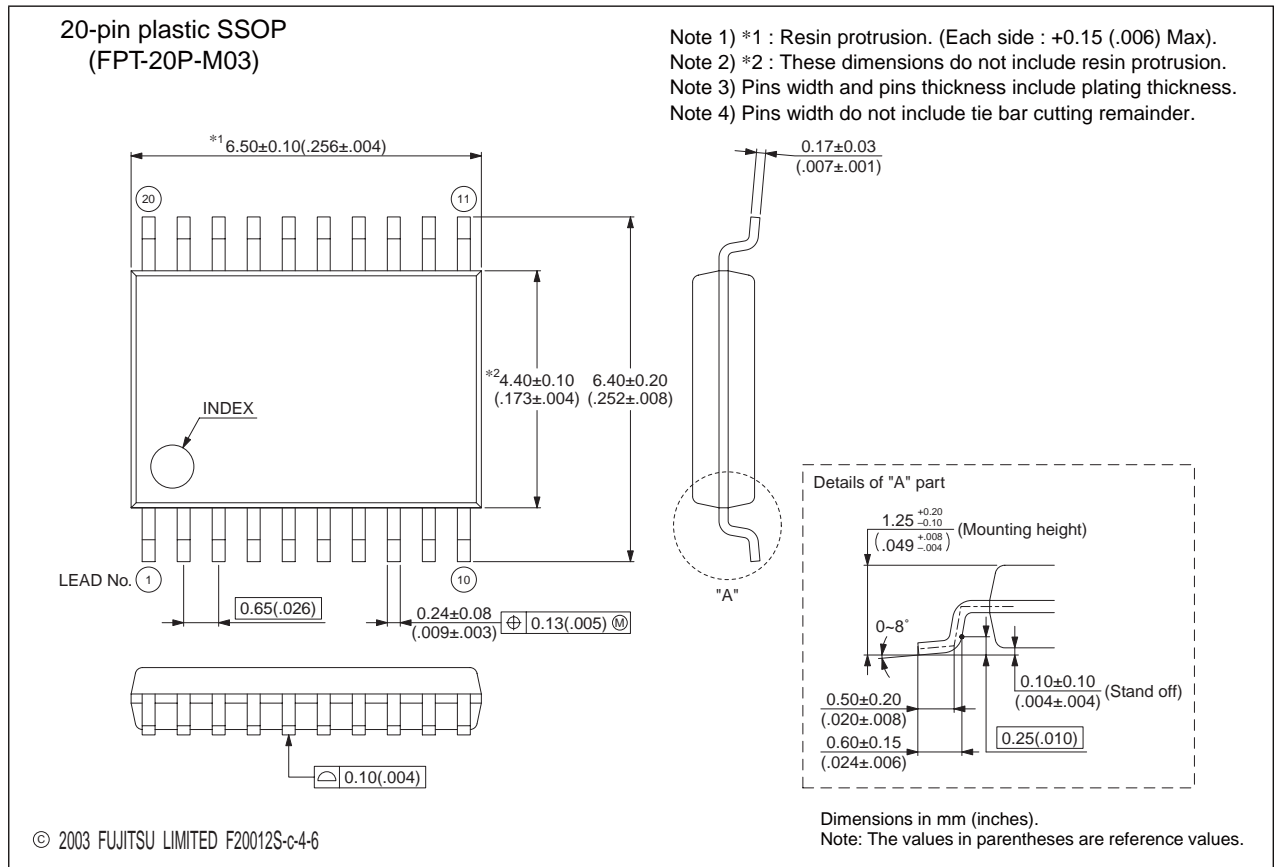 20-pin plastic SSOP
(FPT-20P-M03)
Note 1) *1 : Resin protrusion. (Each side : +0.15 (.006) Max).
Note 2) *2 : These dimensions do not include resin protrusion.
Note 3) Pins width and pins thickness include plating thickness.
Note 4) Pins width do not include tie bar cutting remainder.
*1 6.50±0.10(.256±.004)
0.17±0.03
(.007±.001)
20
11
*2 4.40±0.10
(.173±.004)
6.40±0.20
(.252±.008)
INDEX
LEAD No. 1
10
0.65(.026)
0.24±0.08
(.009±.003)
⌖ 0.13(.005) Ⓜ
"A"
Details of "A" part
1.25 +0.20 –0.10 (Mounting height)
(.049 +.008 –.004)
0~8°
0.50±0.20
(.020±.008)
0.60±0.15
(.024±.006)
0.10±0.10
(.004±.004)
(Stand off)
0.25(.010)
⌓ 0.10(.004)
© 2003 FUJITSU LIMITED F20012S-c-4-6
Dimensions in mm (inches).
Note: The values in parentheses are reference values.